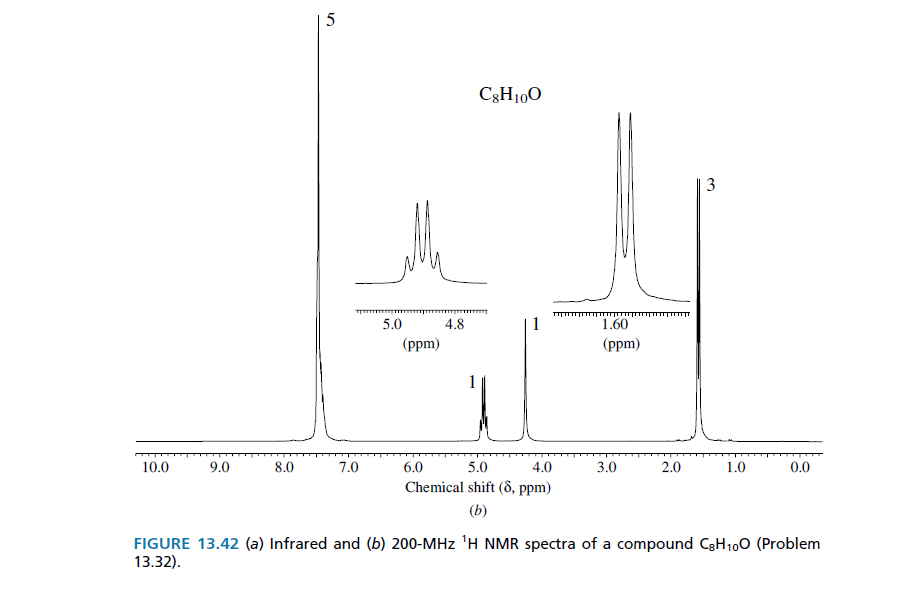 5
C₈H₁₀O
3
1
5.0 4.8
(ppm)
1
1.60
(ppm)
10.0 9.0 8.0 7.0 6.0 5.0 4.0 3.0 2.0 1.0 0.0
Chemical shift (δ, ppm)
(b)
FIGURE 13.42 (a) Infrared and (b) 200-MHz ¹H NMR spectra of a compound C₈H₁₀O (Problem
13.32).